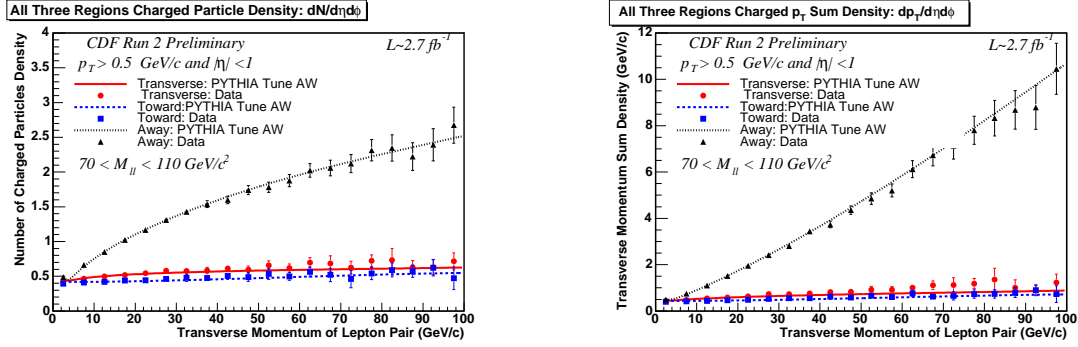 All Three Regions Charged Particle Density: dN/dηdϕ
Number of Charged Particles Density
4
3.5
3
2.5
2
1.5
1
0.5
0
CDF Run 2 Preliminary
L~2.7 fb⁻¹
p_T > 0.5 GeV/c and |η| <1
Transverse: PYTHIA Tune AW
Transverse: Data
Toward:PYTHIA Tune AW
Toward: Data
Away: PYTHIA Tune AW
Away: Data
70 < M_ll < 110 GeV/c²
0 10 20 30 40 50 60 70 80 90 100
Transverse Momentum of Lepton Pair (GeV/c)
All Three Regions Charged p_T Sum Density: dp_T/dηdϕ
Transverse Momentum Sum Density (GeV/c)
12
10
8
6
4
2
0
CDF Run 2 Preliminary
L~2.7 fb⁻¹
p_T > 0.5 GeV/c and |η| <1
Transverse: PYTHIA Tune AW
Transverse: Data
Toward:PYTHIA Tune AW
Toward: Data
Away: PYTHIA Tune AW
Away: Data
70 < M_ll < 110 GeV/c²
0 10 20 30 40 50 60 70 80 90 100
Transverse Momentum of Lepton Pair (GeV/c)